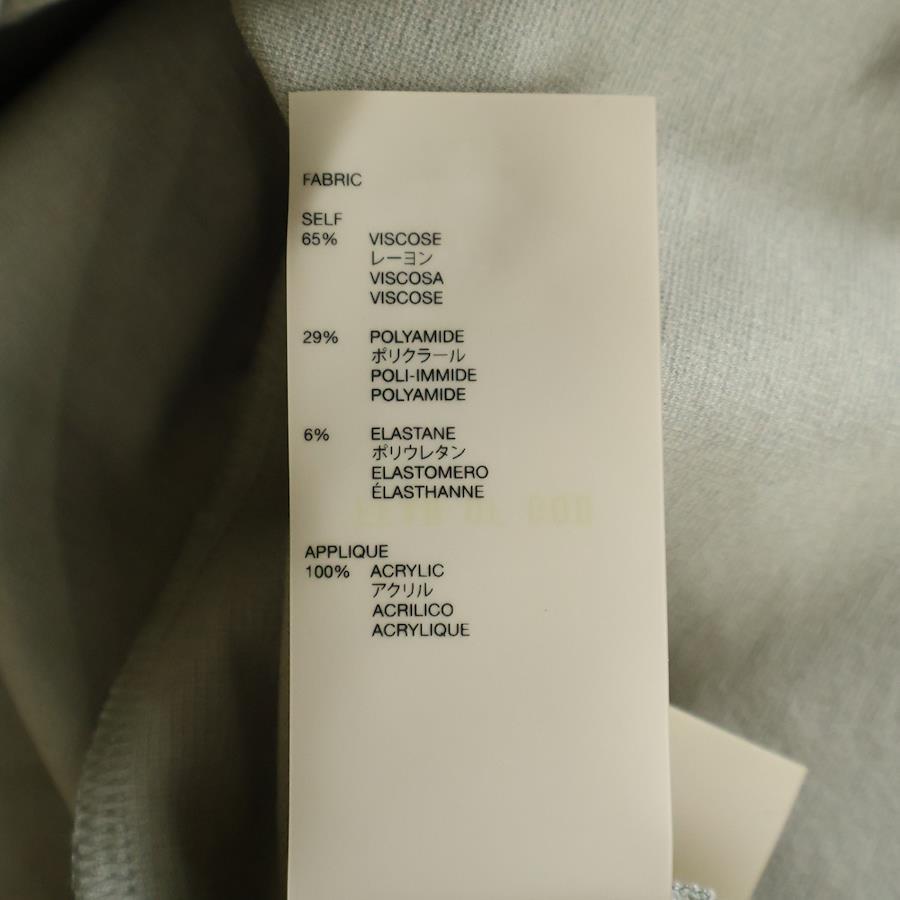 FABRIC
SELF
65% VISCOSE
レーヨン
VISCOSA
VISCOSE
29% POLYAMIDE
ポリクラール
POLI-IMMIDE
POLYAMIDE
6% ELASTANE
ポリウレタン
ELASTOMERO
ÉLASTHANNE
APPLIQUE
100% ACRYLIC
アクリル
ACRILICO
ACRYLIQUE